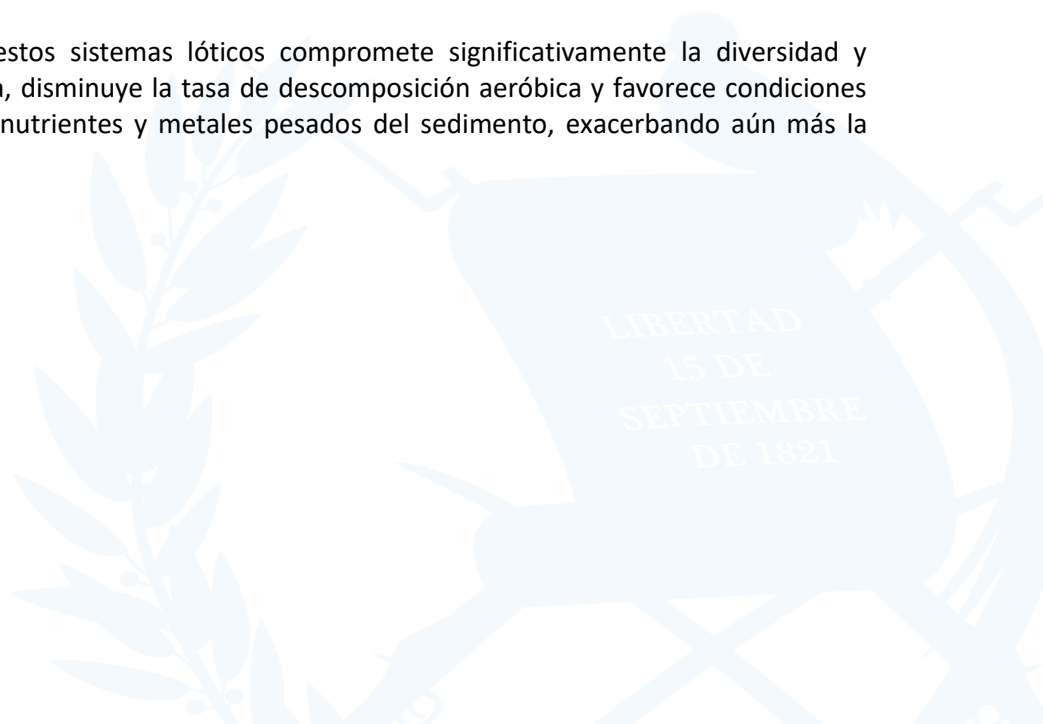 estos sistemas lóticos compromete significativamente la diversidad y
disminuye la tasa de descomposición aeróbica y favorece condiciones
nutrientes y metales pesados del sedimento, exacerbando aún más la
LIBERTAD
15 DE
SEPTIEMBRE
DE 1821